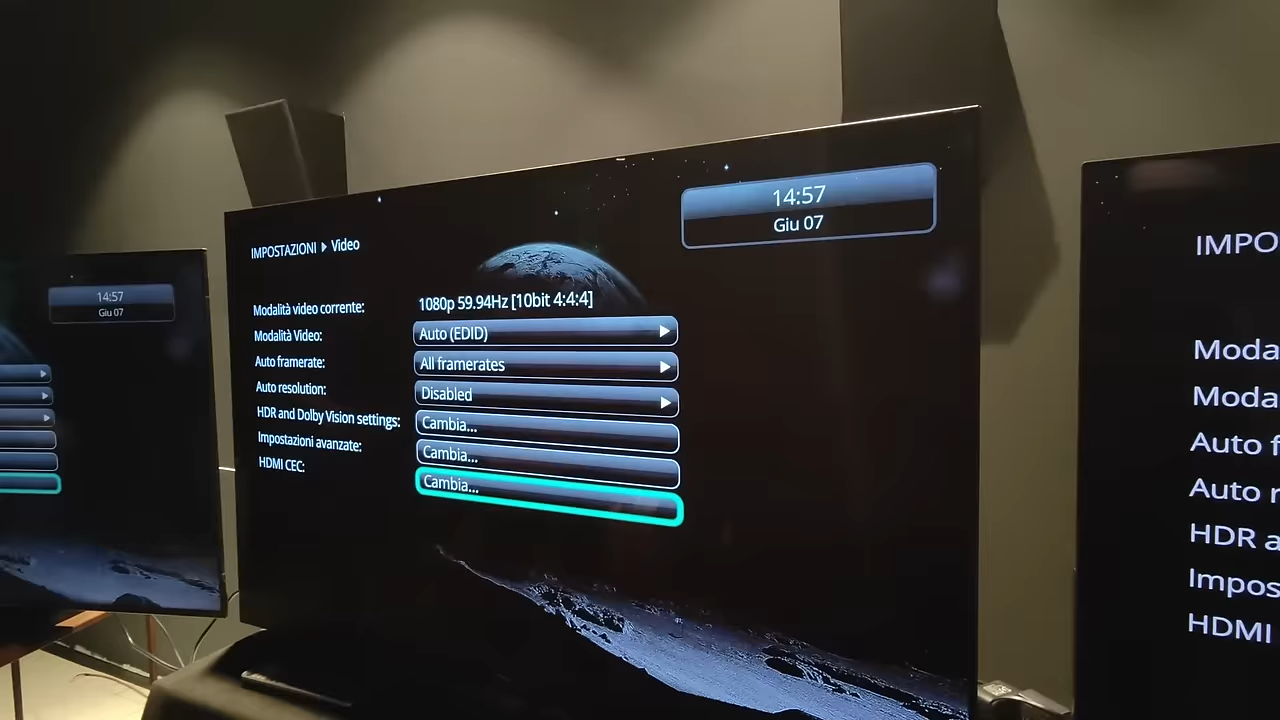 14:57
Giu 07
IMPOSTAZIONI ▶ Video
14:57
Giu 07
Modalità video corrente: 1080p 59.94Hz [10bit 4:4:4]
Modalità Video: Auto (EDID)
Auto framerate: All framerates
Auto resolution: Disabled
HDR and Dolby Vision settings: Cambia...
Impostazioni avanzate: Cambia...
HDMI CEC: Cambia...
IMPO
Moda
Moda
Auto f
Auto r
HDR a
Impos
HDMI